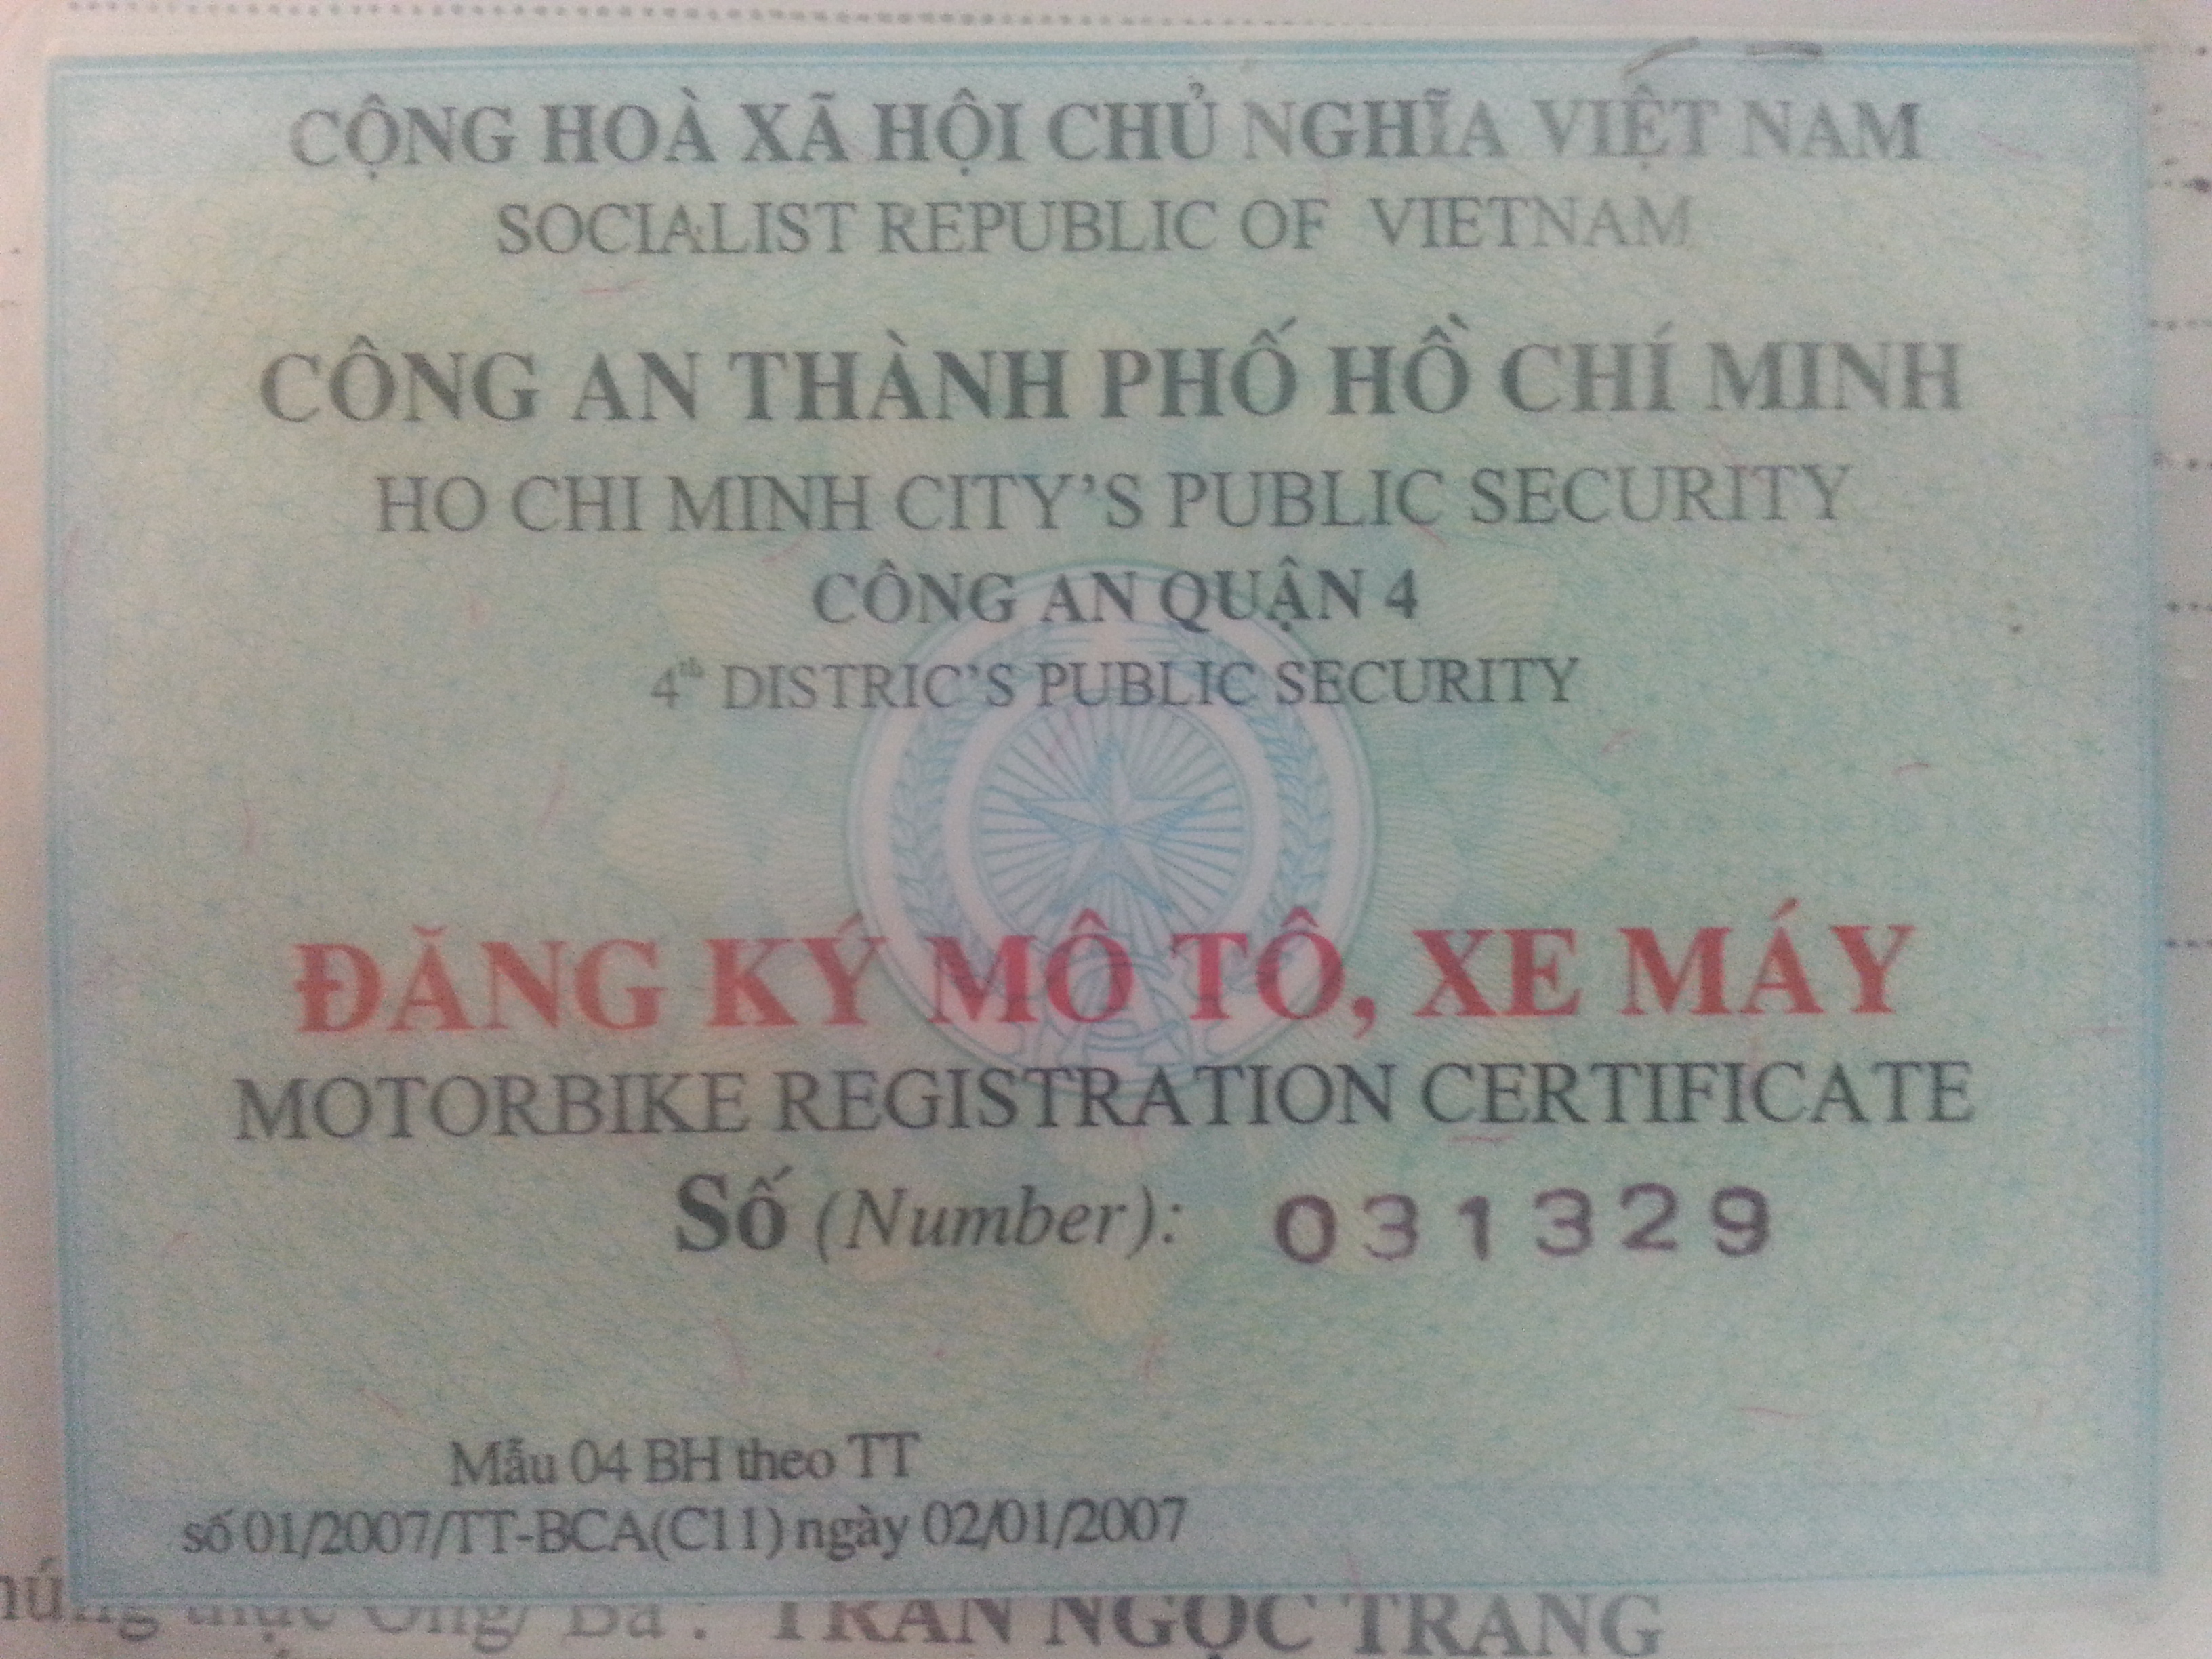 CỘNG HOÀ XÃ HỘI CHỦ NGHĨA VIỆT NAM
SOCIALIST REPUBLIC OF VIETNAM
CÔNG AN THÀNH PHỐ HỒ CHÍ MINH
HO CHI MINH CITY'S PUBLIC SECURITY
CÔNG AN QUẬN 4
4th DISTRIC'S PUBLIC SECURITY
ĐĂNG KÝ MÔ TÔ, XE MÁY
MOTORBIKE REGISTRATION CERTIFICATE
Số (Number): 031329
Mẫu 04 BH theo TT
số 01/2007/TT-BCA(C11) ngày 02/01/2007
Ông/ Bà : TRẦN NGỌC TRANG